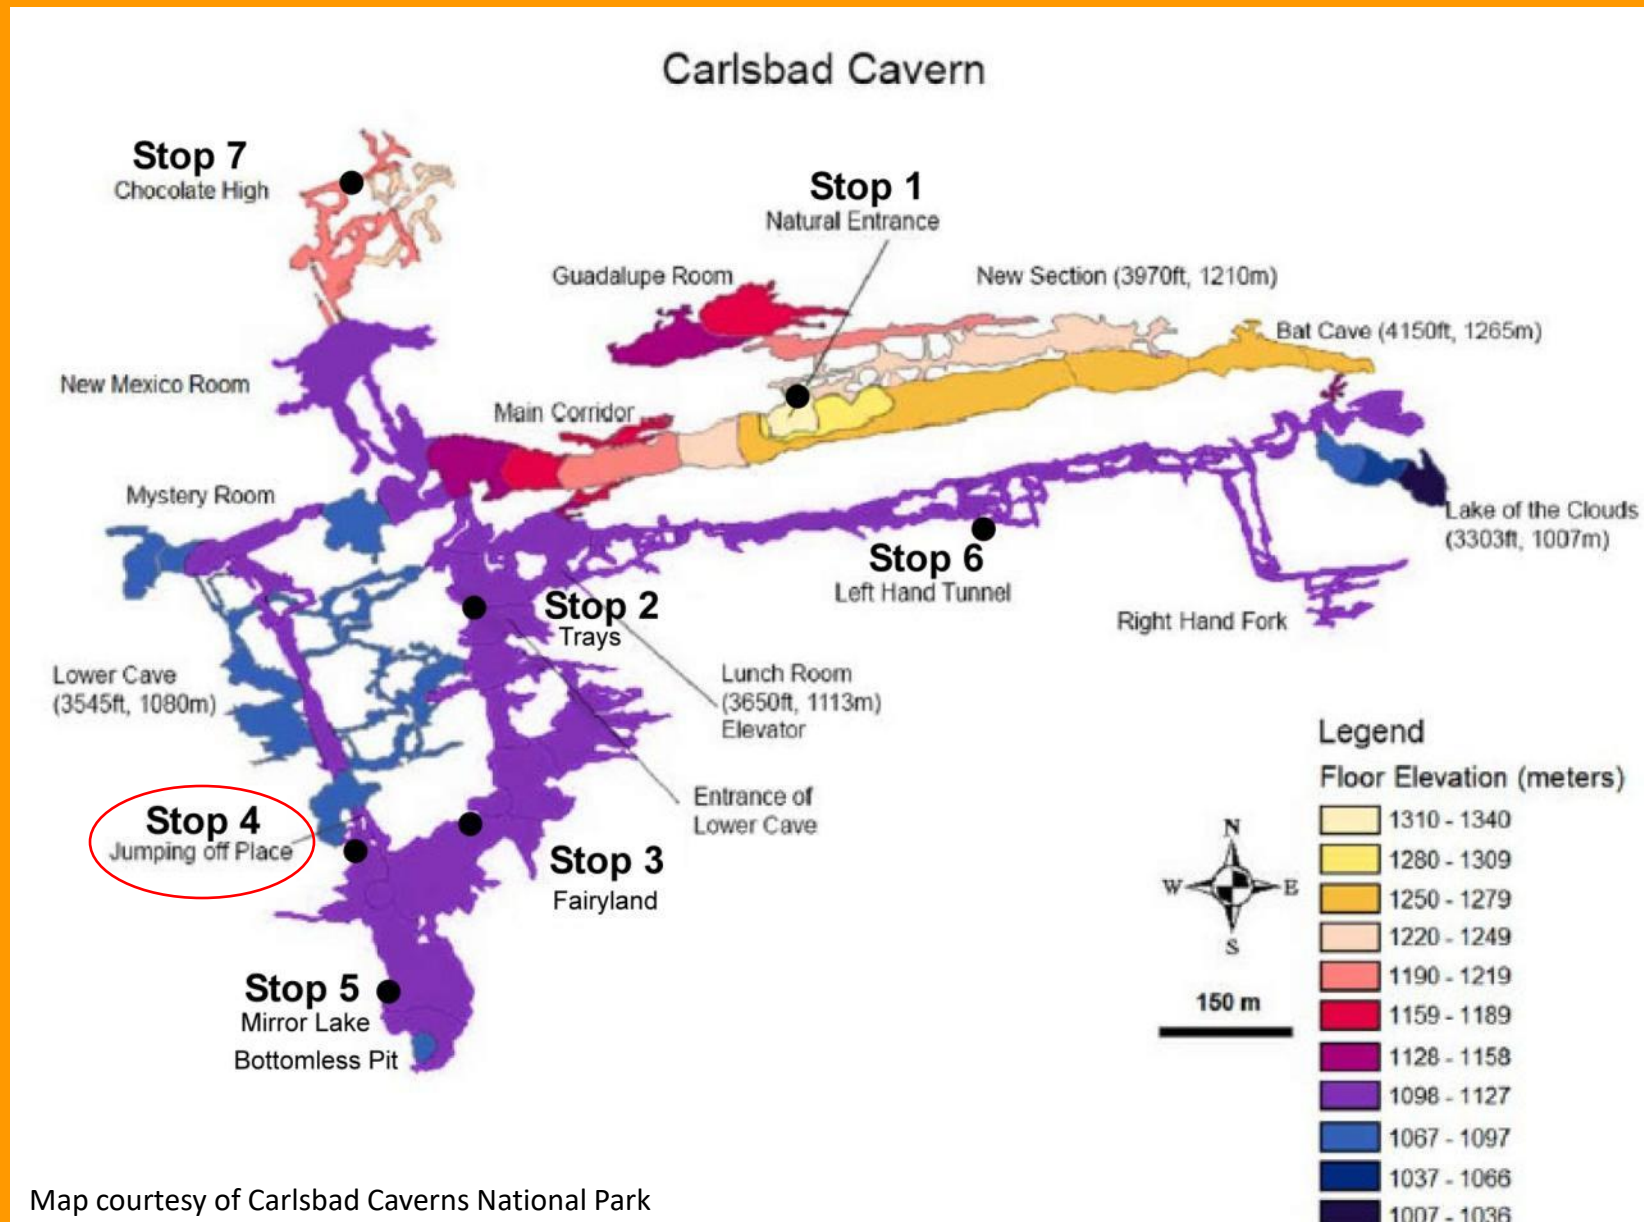 Carlsbad Cavern
Stop 7
Chocolate High
Stop 1
Natural Entrance
Guadalupe Room
New Section (3970ft, 1210m)
Bat Cave (4150ft, 1265m)
New Mexico Room
Main Corridor
Mystery Room
Lake of the Clouds
(3303ft, 1007m)
Stop 6
Left Hand Tunnel
Stop 2
Trays
Right Hand Fork
Lower Cave
(3545ft, 1080m)
Lunch Room
(3650ft, 1113m)
Elevator
Entrance of
Lower Cave
Stop 4
Jumping off Place
Stop 3
Fairyland
Stop 5
Mirror Lake
Bottomless Pit
N
W E
S
150 m
Legend
Floor Elevation (meters)
1310 - 1340
1280 - 1309
1250 - 1279
1220 - 1249
1190 - 1219
1159 - 1189
1128 - 1158
1098 - 1127
1067 - 1097
1037 - 1066
1007 - 1036
Map courtesy of Carlsbad Caverns National Park